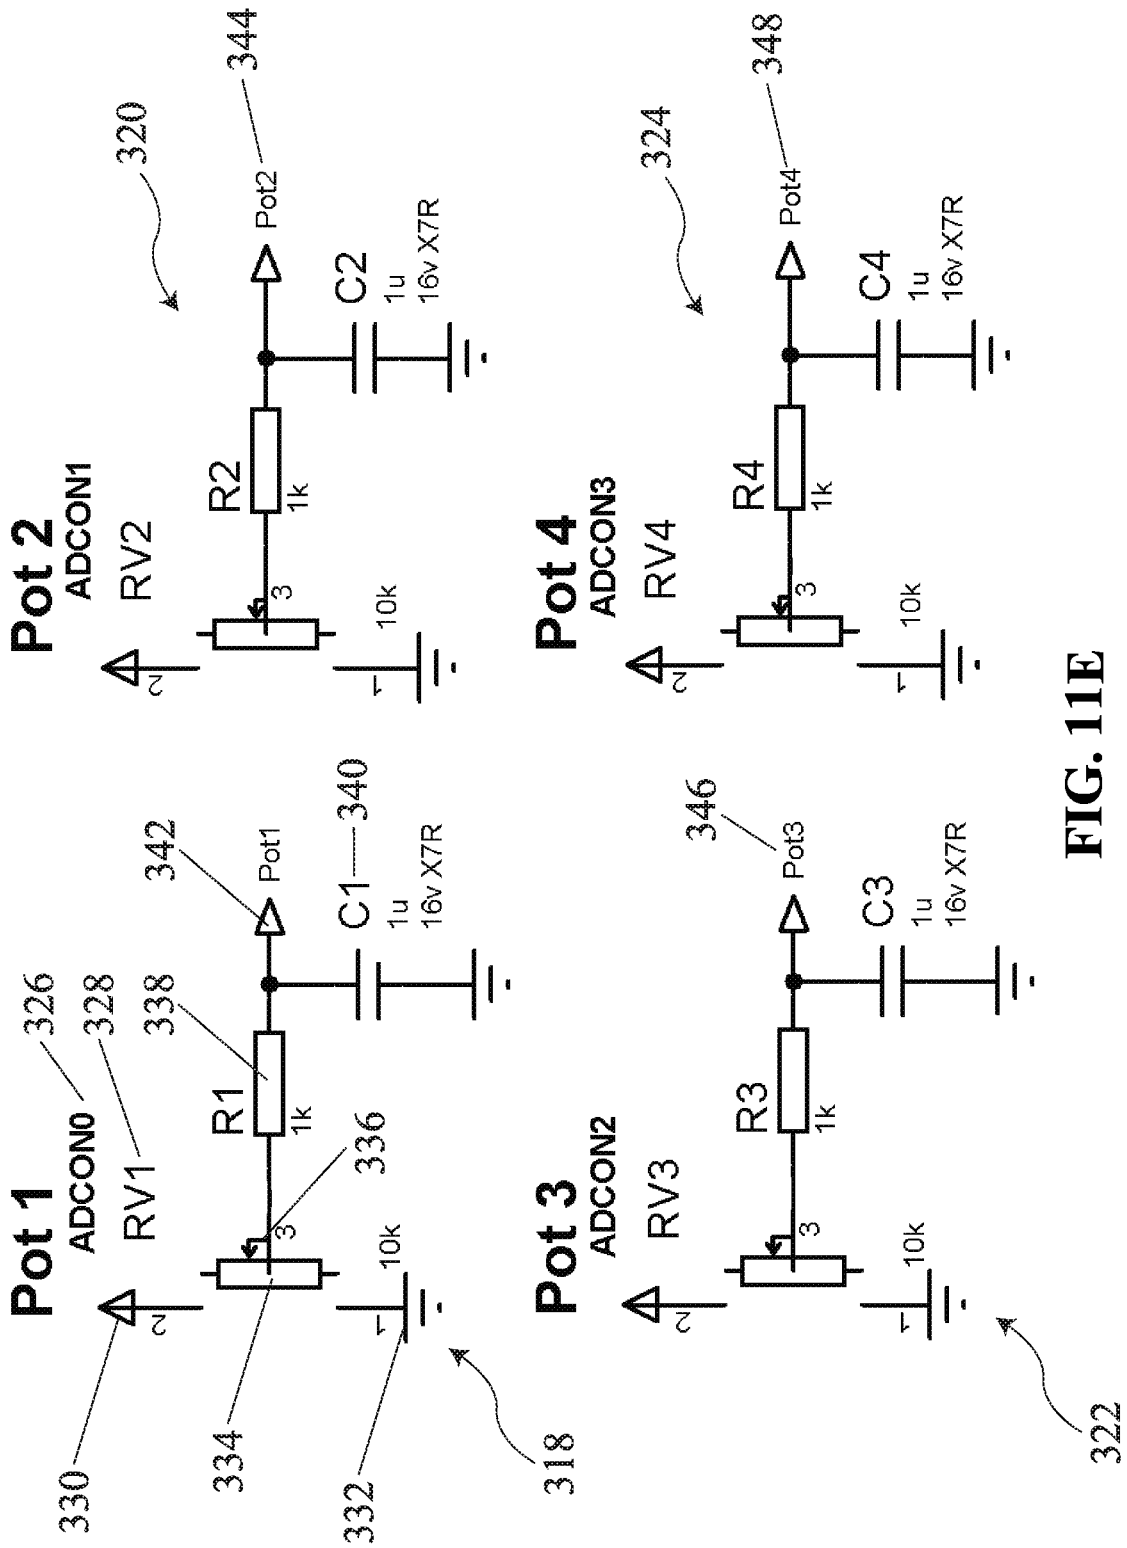 Pot 1
ADCON0
326
RV1
328
330
2
334
3
336
10k
1
332
318
R1
1k
338
342
Pot1
C1
340
1u
16v X7R
Pot 2
ADCON1
RV2
320
2
3
10k
1
R2
1k
Pot2
344
C2
1u
16v X7R
Pot 3
ADCON2
RV3
2
3
10k
1
322
R3
1k
Pot3
346
C3
1u
16v X7R
Pot 4
ADCON3
RV4
324
2
3
10k
1
R4
1k
Pot4
348
C4
1u
16v X7R
FIG. 11E